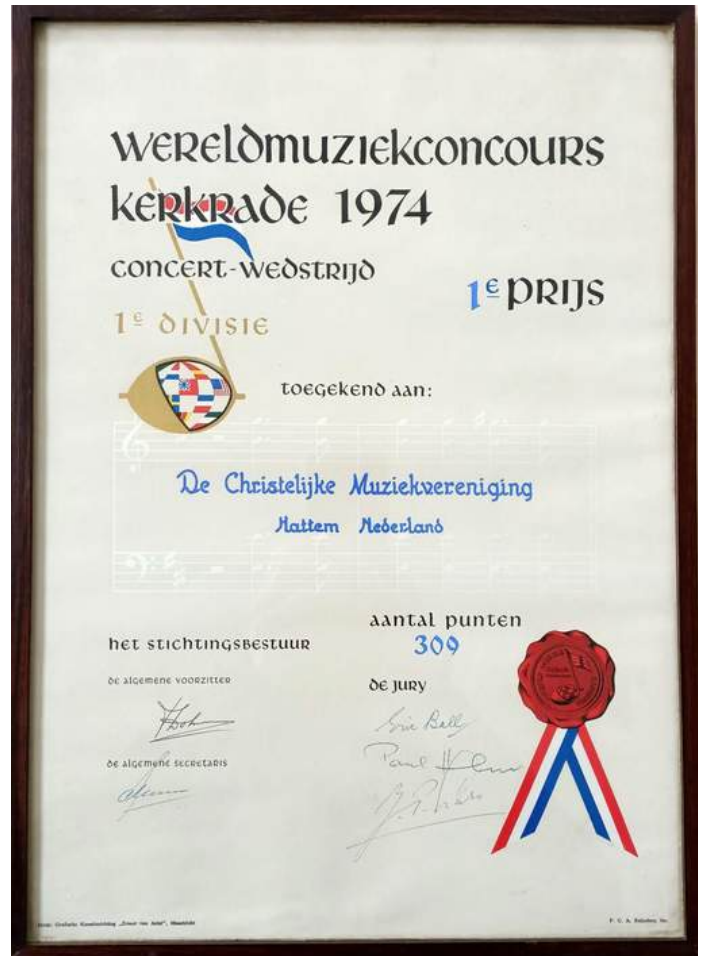 WERELDMUZIEKCONCOURS
KERKRADE 1974
CONCERT-WEDSTRIJD
1E PRIJS
1E DIVISIE
TOEGEKEND AAN:
De Christelijke Muziekvereniging
Hattem Nederland
AANTAL PUNTEN
309
HET STICHTINGSBESTUUR
DE ALGEMENE VOORZITTER
DE JURY
DE ALGEMENE SECRETARIS